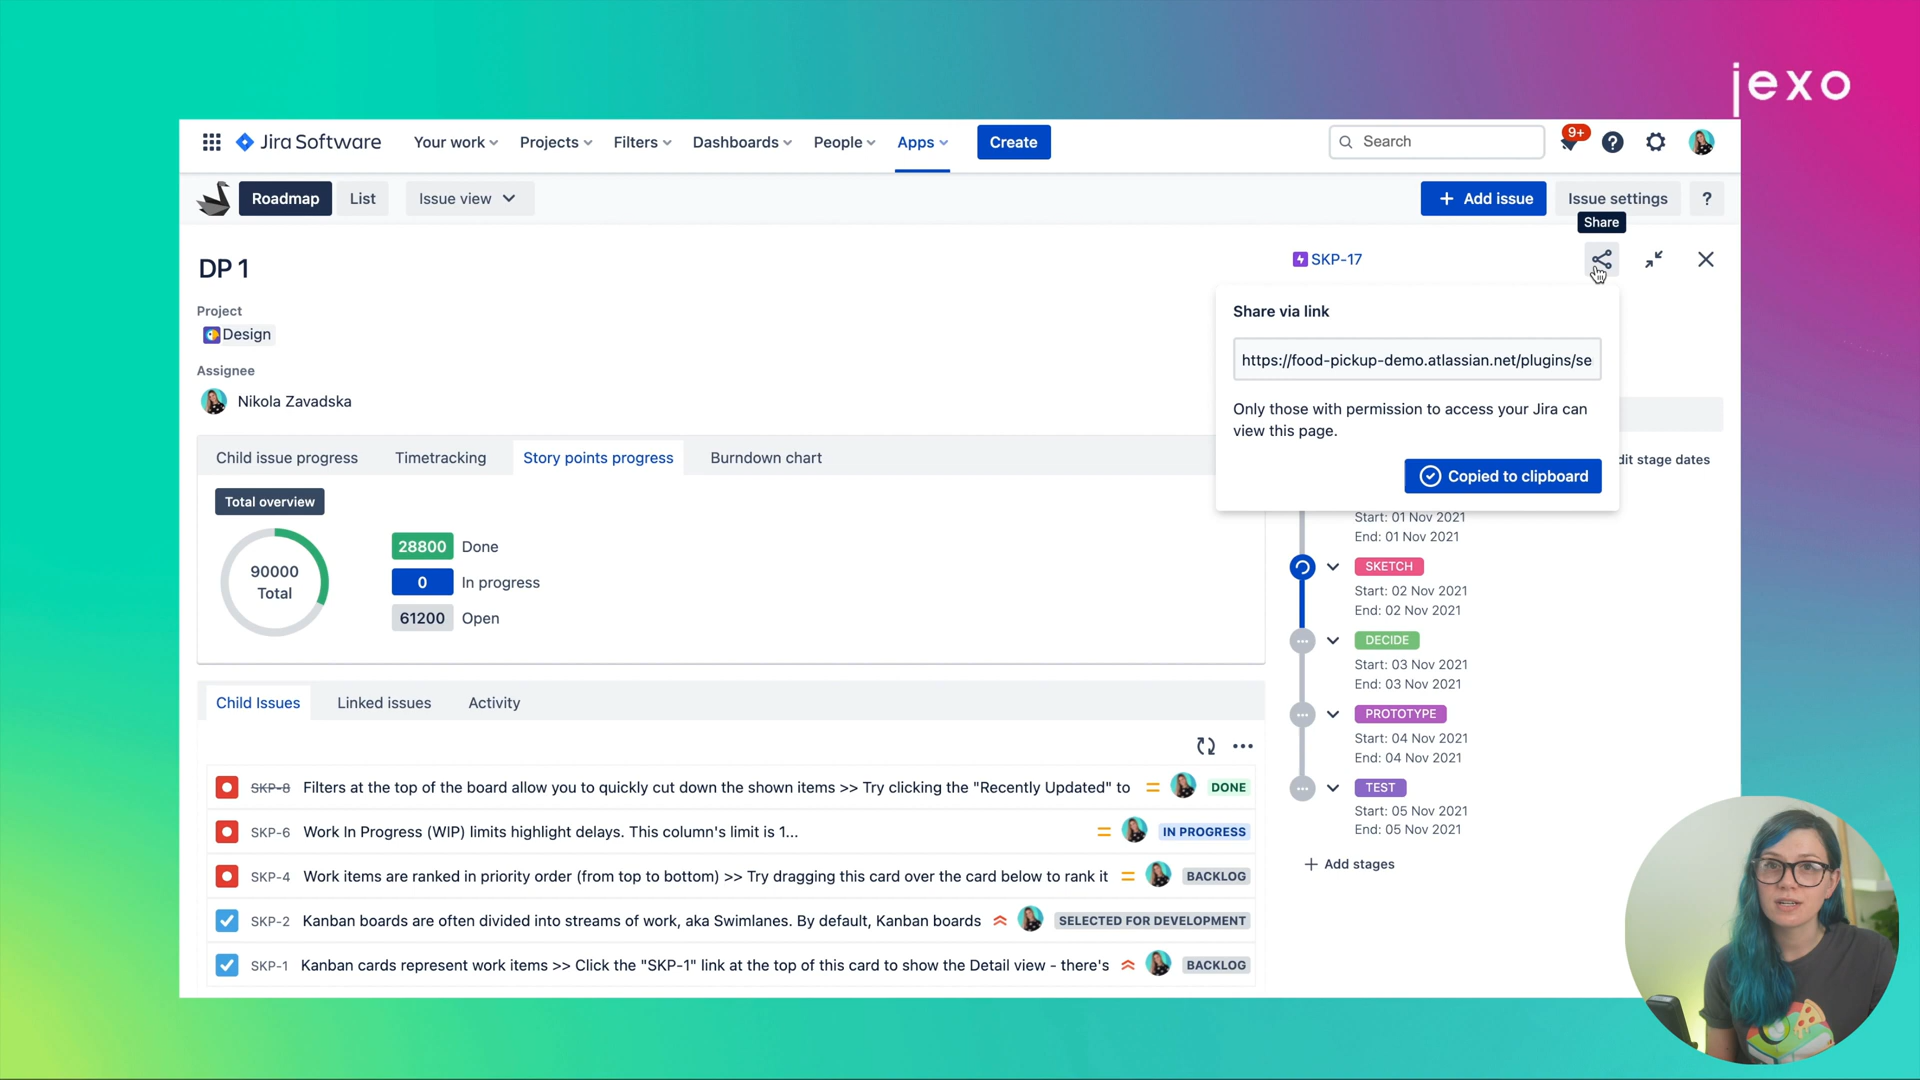 jexo
Jira Software
Your work
Projects
Filters
Dashboards
People
Apps
Create
Search
9+
Roadmap
List
Issue view
+ Add issue
Issue settings
?
Share
DP 1
SKP-17
Project
Design
Assignee
Nikola Zavadska
Share via link
https://food-pickup-demo.atlassian.net/plugins/se
Only those with permission to access your Jira can
view this page.
Copied to clipboard
dit stage dates
Child issue progress
Timetracking
Story points progress
Burndown chart
Total overview
90000
Total
28800 Done
0 In progress
61200 Open
Start: 01 Nov 2021
End: 01 Nov 2021
SKETCH
Start: 02 Nov 2021
End: 02 Nov 2021
DECIDE
Start: 03 Nov 2021
End: 03 Nov 2021
PROTOTYPE
Start: 04 Nov 2021
End: 04 Nov 2021
TEST
Start: 05 Nov 2021
End: 05 Nov 2021
+ Add stages
Child Issues
Linked issues
Activity
SKP-8 Filters at the top of the board allow you to quickly cut down the shown items >> Try clicking the "Recently Updated" to DONE
SKP-6 Work In Progress (WIP) limits highlight delays. This column's limit is 1... IN PROGRESS
SKP-4 Work items are ranked in priority order (from top to bottom) >> Try dragging this card over the card below to rank it BACKLOG
SKP-2 Kanban boards are often divided into streams of work, aka Swimlanes. By default, Kanban boards SELECTED FOR DEVELOPMENT
SKP-1 Kanban cards represent work items >> Click the "SKP-1" link at the top of this card to show the Detail view - there's BACKLOG